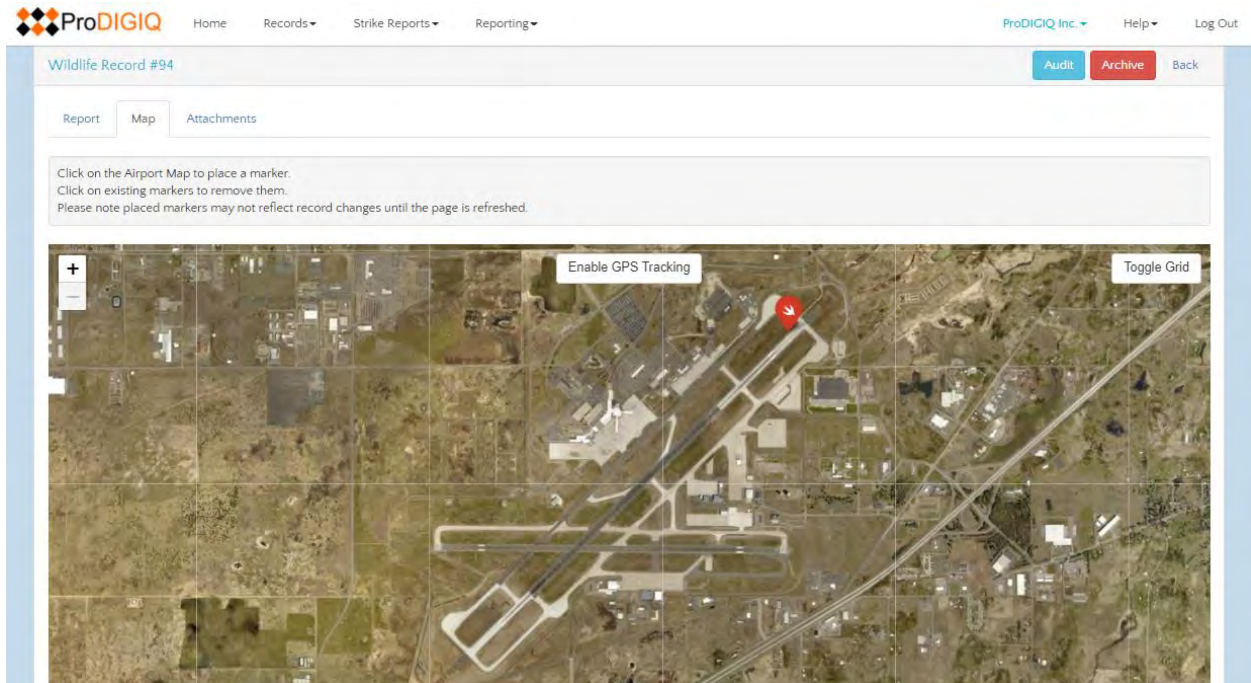 ProDIGIQ Home Records Strike Reports Reporting ProDIGIQ Inc. Help Log Out
Wildlife Record #94 Audit Archive Back
Report Map Attachments
Click on the Airport Map to place a marker.
Click on existing markers to remove them.
Please note placed markers may not reflect record changes until the page is refreshed.
+ Enable GPS Tracking Toggle Grid
−